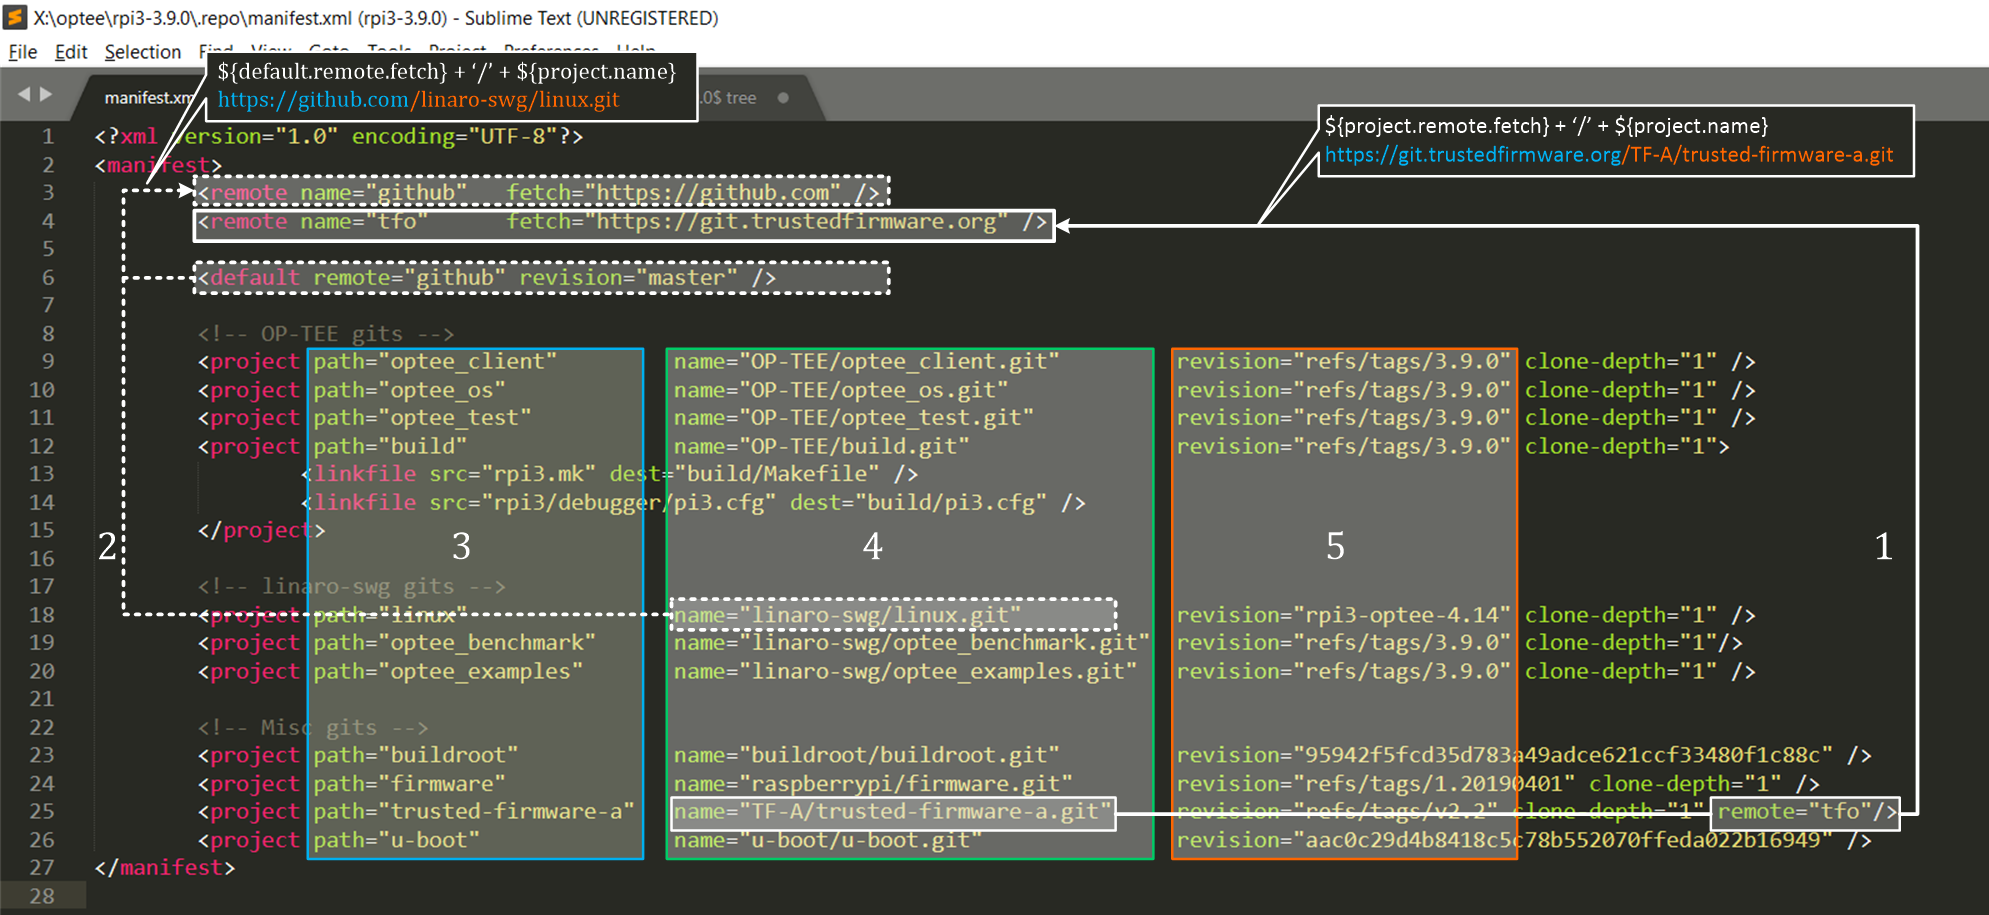 X:\optee\rpi3-3.9.0\.repo\manifest.xml (rpi3-3.9.0) - Sublime Text (UNREGISTERED)
File Edit Selection Find View Goto Tools Project Preferences Help
${default.remote.fetch} + ‘/’ + ${project.name}
https://github.com/linaro-swg/linux.git
manifest.xm .0$ tree
${project.remote.fetch} + ‘/’ + ${project.name}
https://git.trustedfirmware.org/TF-A/trusted-firmware-a.git
1 <?xml version="1.0" encoding="UTF-8"?>
2 <manifest>
3 <remote name="github" fetch="https://github.com" />
4 <remote name="tfo" fetch="https://git.trustedfirmware.org" />
5
6 <default remote="github" revision="master" />
7
8 <!-- OP-TEE gits -->
9 <project path="optee_client" name="OP-TEE/optee_client.git" revision="refs/tags/3.9.0" clone-depth="1" />
10 <project path="optee_os" name="OP-TEE/optee_os.git" revision="refs/tags/3.9.0" clone-depth="1" />
11 <project path="optee_test" name="OP-TEE/optee_test.git" revision="refs/tags/3.9.0" clone-depth="1" />
12 <project path="build" name="OP-TEE/build.git" revision="refs/tags/3.9.0" clone-depth="1">
13 <linkfile src="rpi3.mk" dest="build/Makefile" />
14 <linkfile src="rpi3/debugger/pi3.cfg" dest="build/pi3.cfg" />
15 </project>
2 3 4 5 1
16
17 <!-- linaro-swg gits -->
18 <project path="linux" name="linaro-swg/linux.git" revision="rpi3-optee-4.14" clone-depth="1" />
19 <project path="optee_benchmark" name="linaro-swg/optee_benchmark.git" revision="refs/tags/3.9.0" clone-depth="1"/>
20 <project path="optee_examples" name="linaro-swg/optee_examples.git" revision="refs/tags/3.9.0" clone-depth="1" />
21
22 <!-- Misc gits -->
23 <project path="buildroot" name="buildroot/buildroot.git" revision="95942f5fcd35d783a49adce621ccf33480f1c88c" />
24 <project path="firmware" name="raspberrypi/firmware.git" revision="refs/tags/1.20190401" clone-depth="1" />
25 <project path="trusted-firmware-a" name="TF-A/trusted-firmware-a.git" revision="refs/tags/v2.2" clone-depth="1" remote="tfo"/>
26 <project path="u-boot" name="u-boot/u-boot.git" revision="aac0c29d4b8418c5c78b552070ffeda022b16949" />
27 </manifest>
28